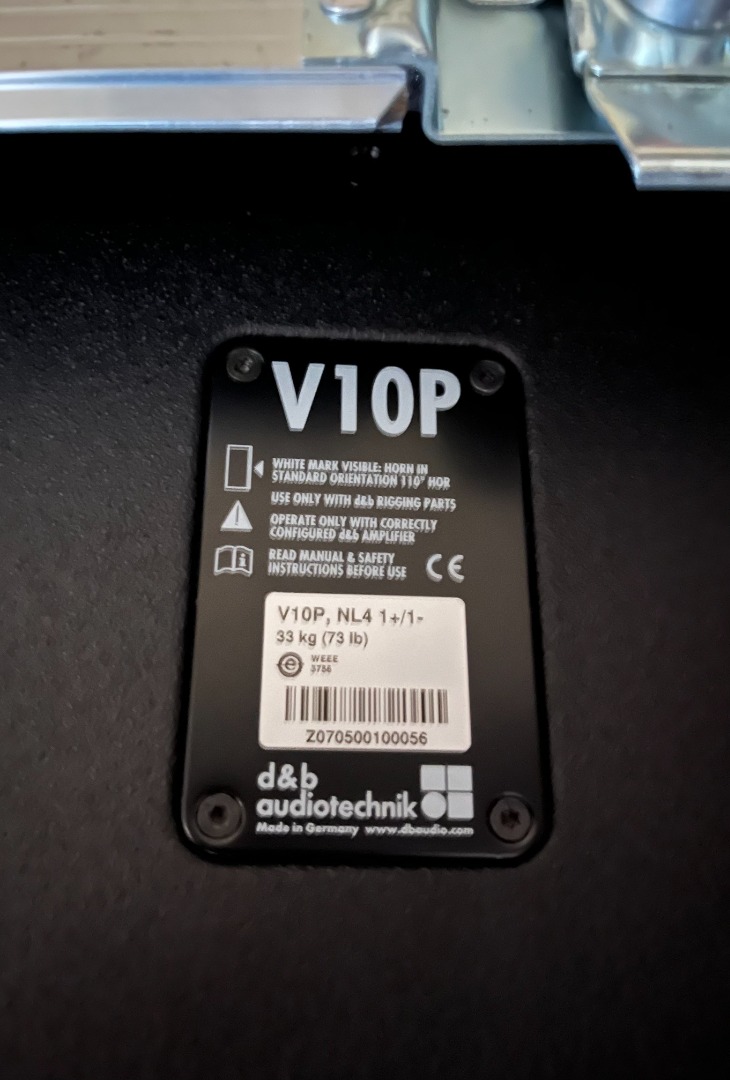 V10P
WHITE MARK VISIBLE: HORN IN
STANDARD ORIENTATION 110° HOR
USE ONLY WITH d&b RIGGING PARTS
OPERATE ONLY WITH CORRECTLY
CONFIGURED d&b AMPLIFIER
READ MANUAL & SAFETY
INSTRUCTIONS BEFORE USE
CE
V10P, NL4 1+/1-
33 kg (73 lb)
WEEE
3756
Z070500100056
d&b
audiotechnik
Made in Germany www.dbaudio.com